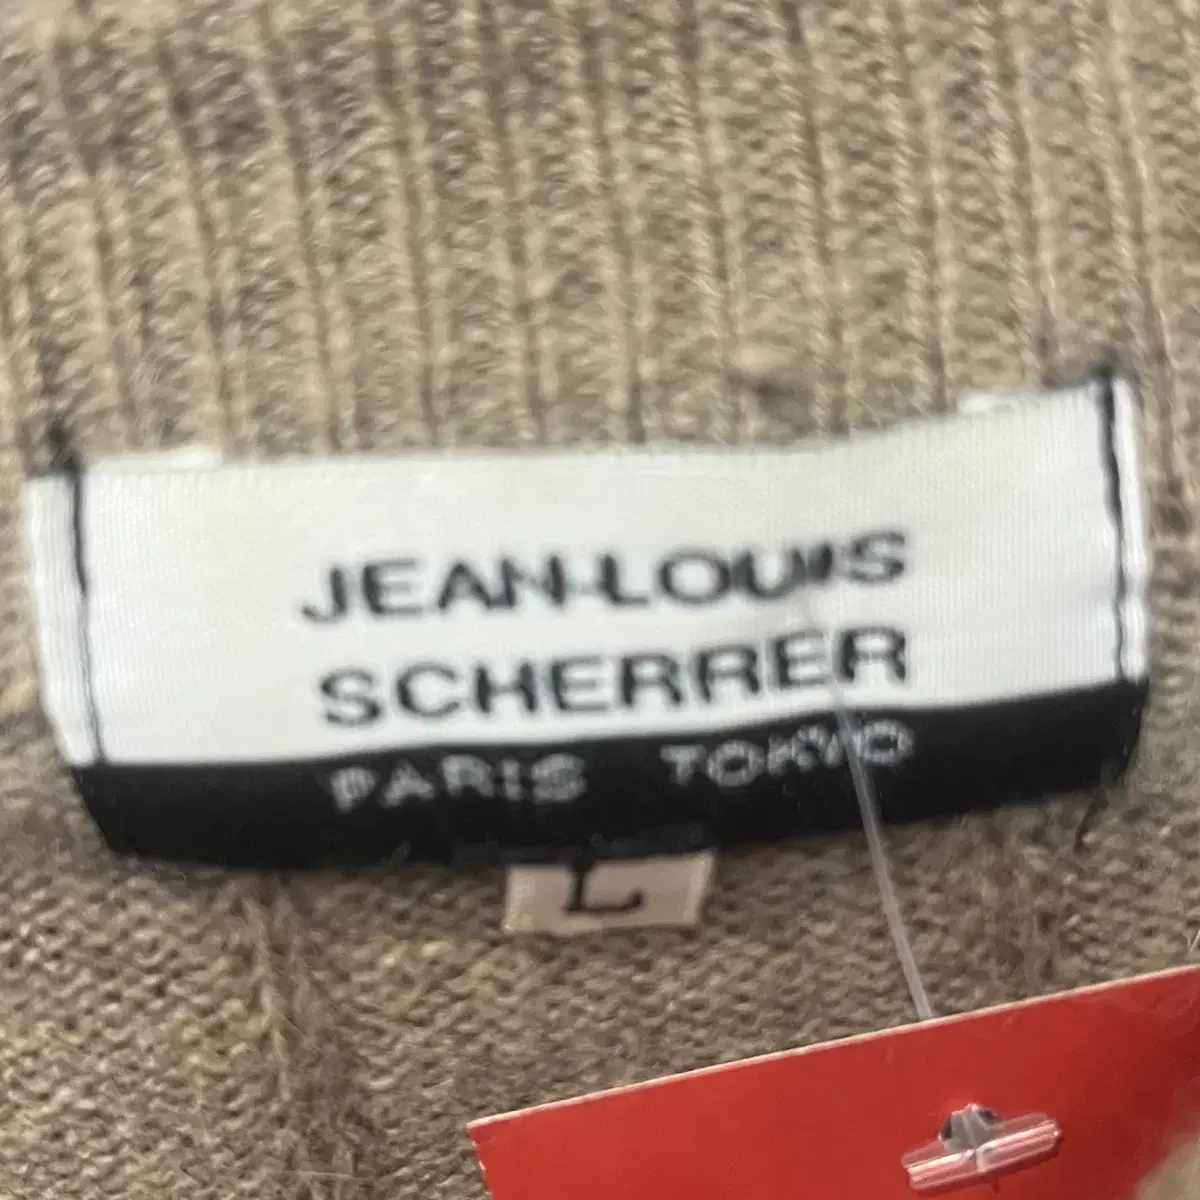 JEAN-LOUIS
SCHERRER
PARIS TOKYO
L